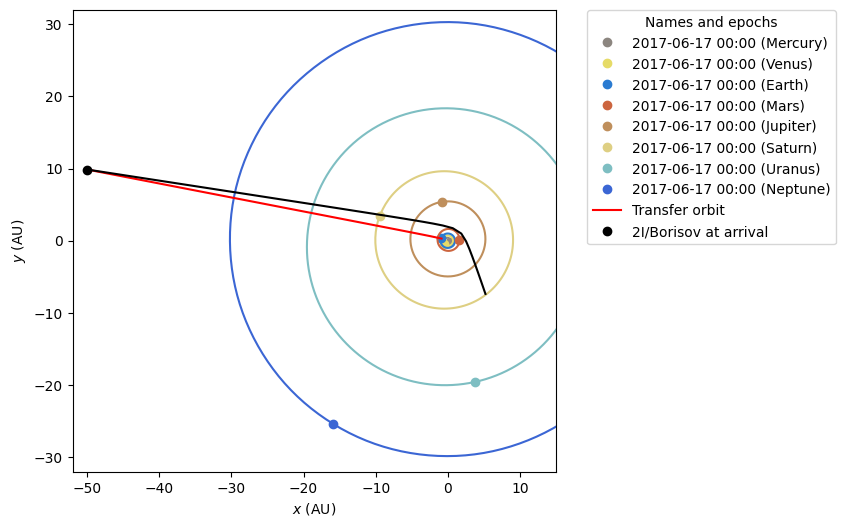 Names and epochs
2017-06-17 00:00 (Mercury)
2017-06-17 00:00 (Venus)
2017-06-17 00:00 (Earth)
2017-06-17 00:00 (Mars)
2017-06-17 00:00 (Jupiter)
2017-06-17 00:00 (Saturn)
2017-06-17 00:00 (Uranus)
2017-06-17 00:00 (Neptune)
Transfer orbit
2I/Borisov at arrival
30
20
10
0
−10
−20
−30
y (AU)
−50 −40 −30 −20 −10 0 10
x (AU)